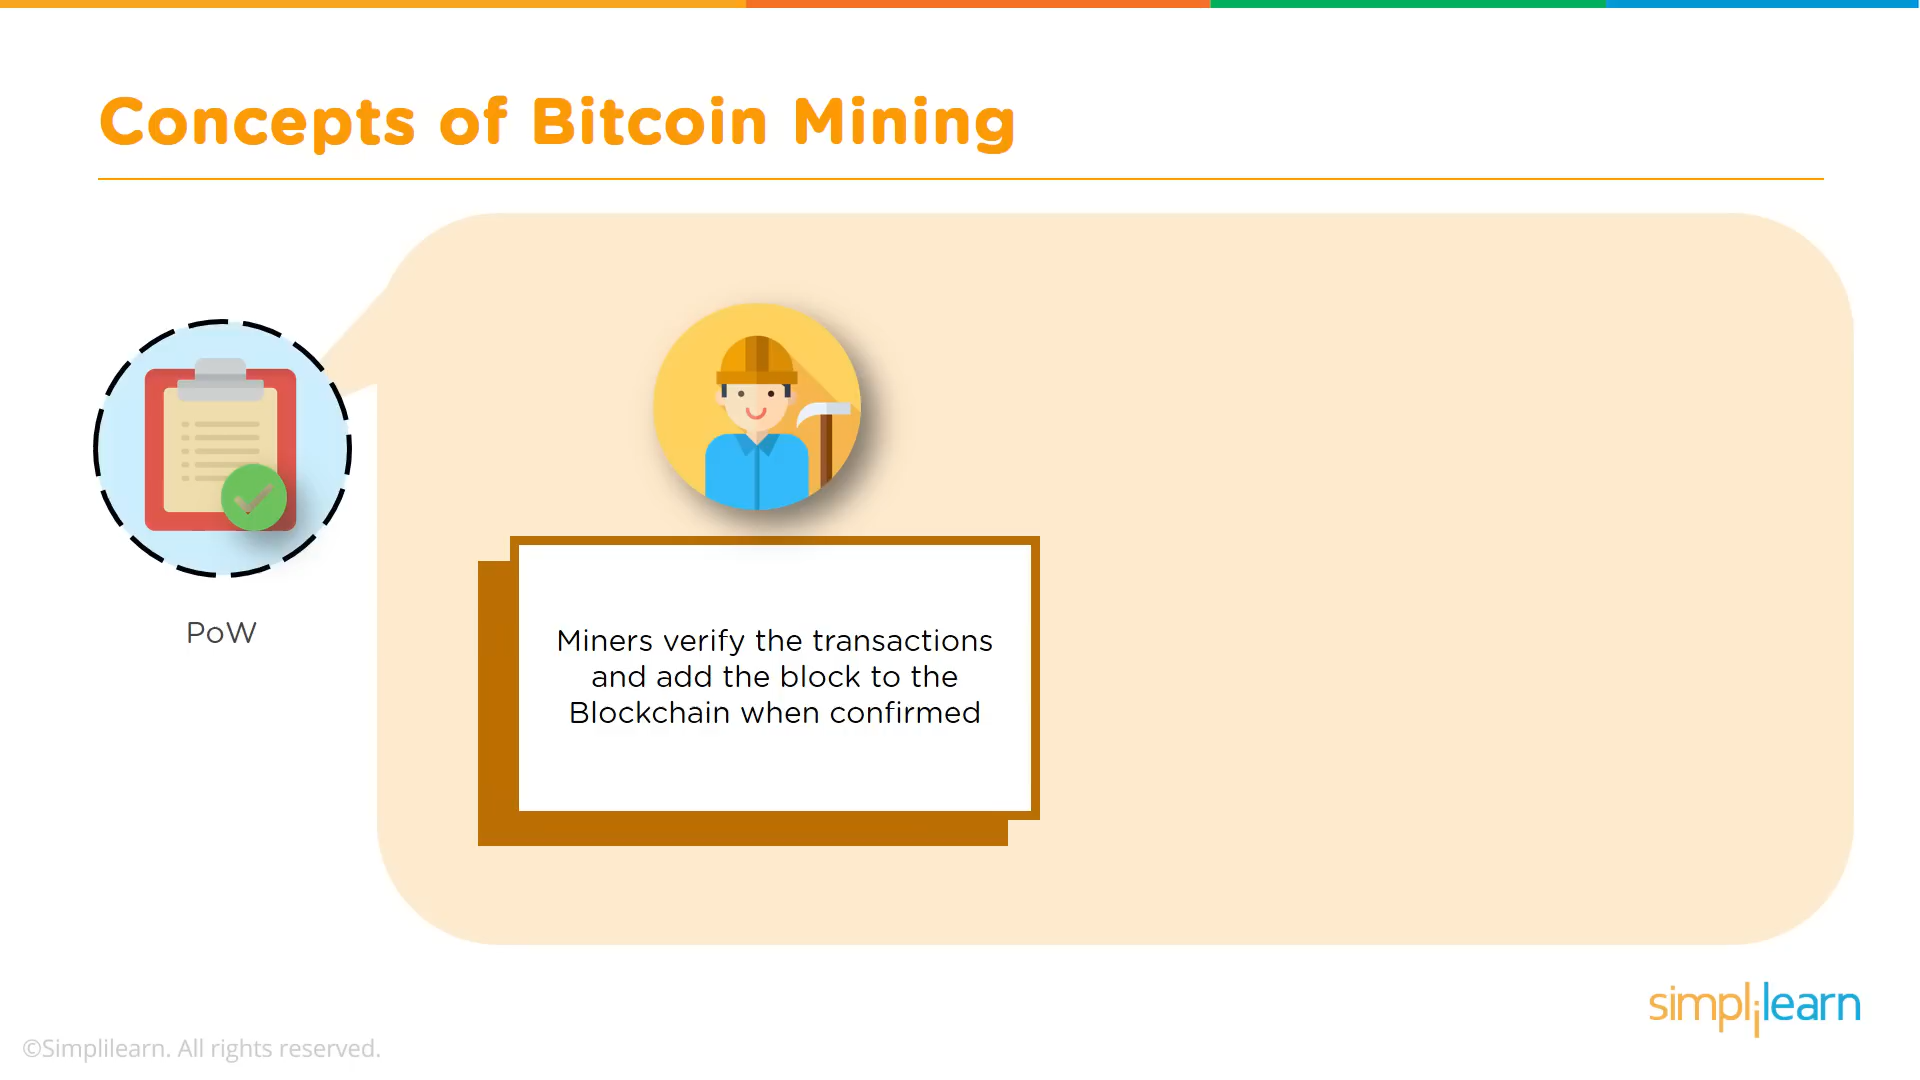 Concepts of Bitcoin Mining
PoW
Miners verify the transactions
and add the block to the
Blockchain when confirmed
simplilearn
©Simplilearn. All rights reserved.